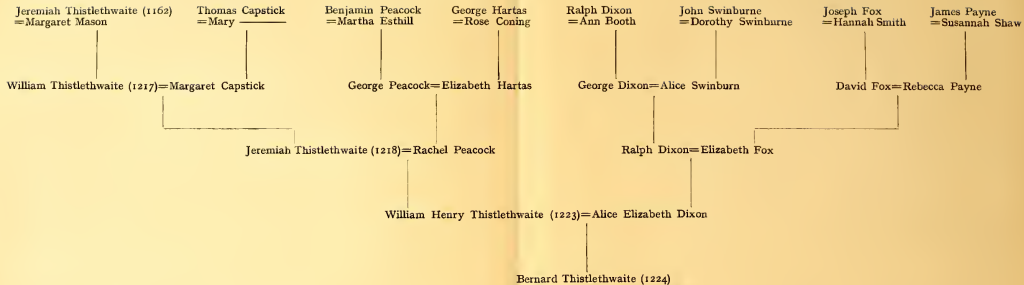 Jeremiah Thistlethwaite (1162)
=Margaret Mason
Thomas Capstick
=Mary ———
Benjamin Peacock
=Martha Esthill
George Hartas
=Rose Coning
Ralph Dixon
=Ann Booth
John Swinburne
=Dorothy Swinburne
Joseph Fox
=Hannah Smith
James Payne
=Susannah Shaw
William Thistlethwaite (1217)=Margaret Capstick
George Peacock=Elizabeth Hartas
George Dixon=Alice Swinburn
David Fox=Rebecca Payne
Jeremiah Thistlethwaite (1218)=Rachel Peacock
Ralph Dixon=Elizabeth Fox
William Henry Thistlethwaite (1223)=Alice Elizabeth Dixon
Bernard Thistlethwaite (1224)